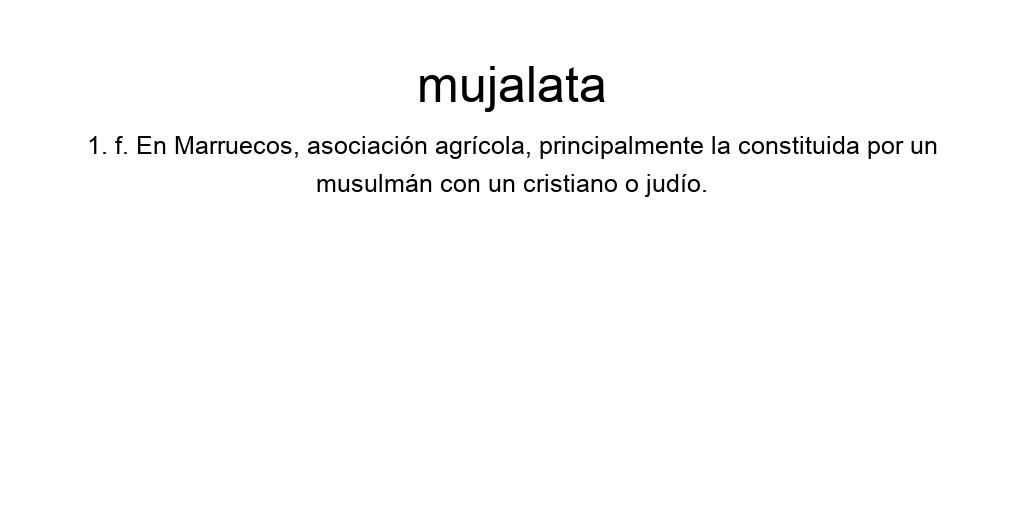 mujalata
1. f. En Marruecos, asociación agrícola, principalmente la constituida por un
musulmán con un cristiano o judío.